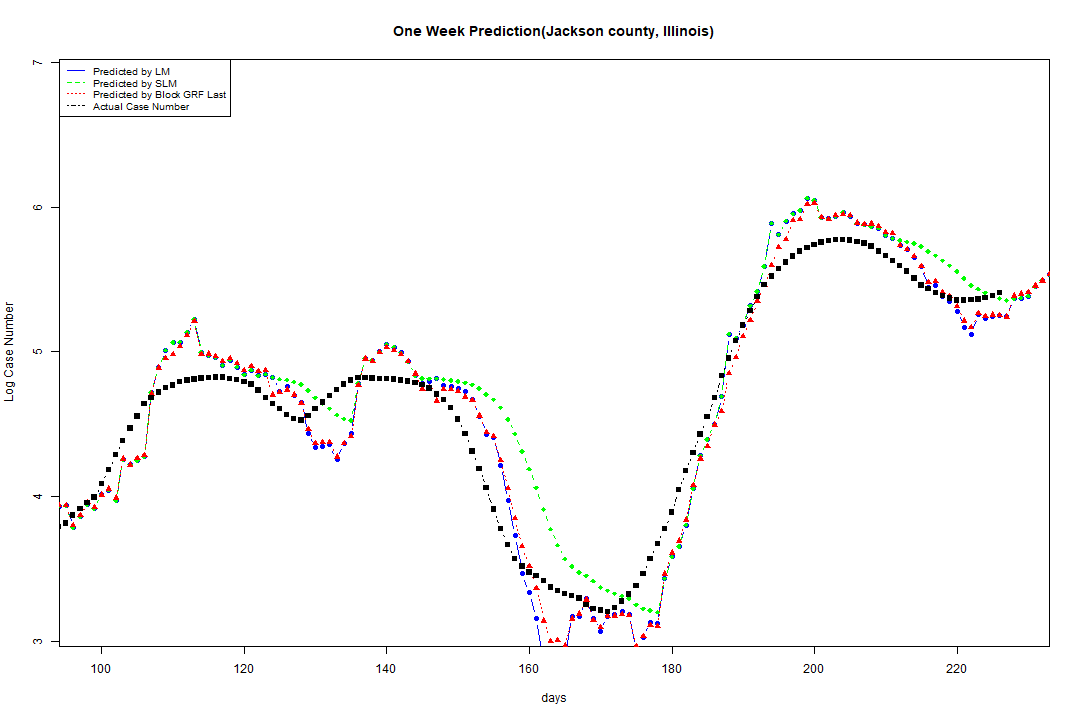 One Week Prediction(Jackson county, Illinois)
Predicted by LM
Predicted by SLM
Predicted by Block GRF Last
Actual Case Number
7
6
5
4
3
Log Case Number
100 120 140 160 180 200 220
days